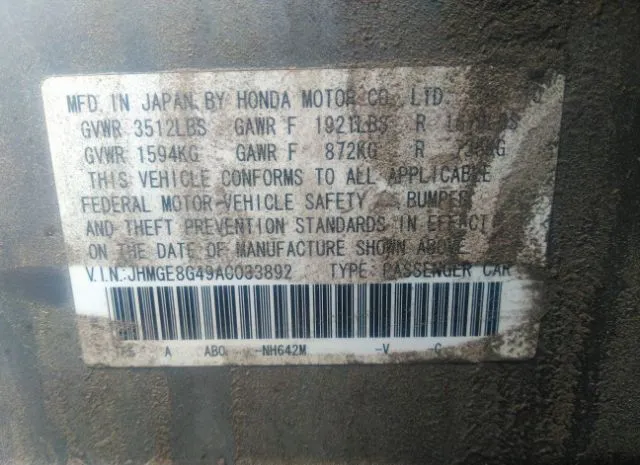 MFD. IN JAPAN BY HONDA MOTOR CO., LTD.
GVWR 3512LBS GAWR F 1921LBS R
GVWR 1594KG GAWR F 872KG R
THIS VEHICLE CONFORMS TO ALL APPLICABLE
FEDERAL MOTOR-VEHICLE SAFETY & BUMPER
THEFT PREVENTION STANDARDS IN EFFECT
ON THE DATE OF MANUFACTURE SHOWN ABOVE
V.I.N.:JHMGE8G49AC033892 TYPE: PASSENGER CAR
A ABO -NH642M -V -C